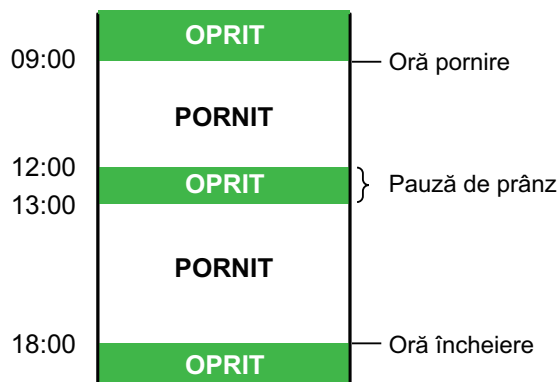 OPRIT
09:00
Oră pornire
PORNIT
12:00
OPRIT
Pauză de prânz
13:00
PORNIT
18:00
Oră încheiere
OPRIT